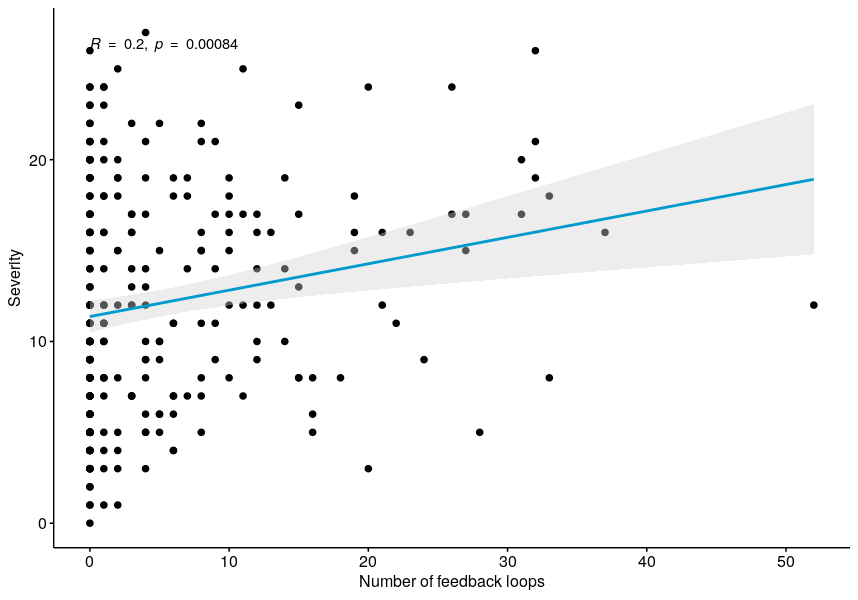 R = 0.2, p = 0.00084
20
10
0
Severity
0 10 20 30 40 50
Number of feedback loops